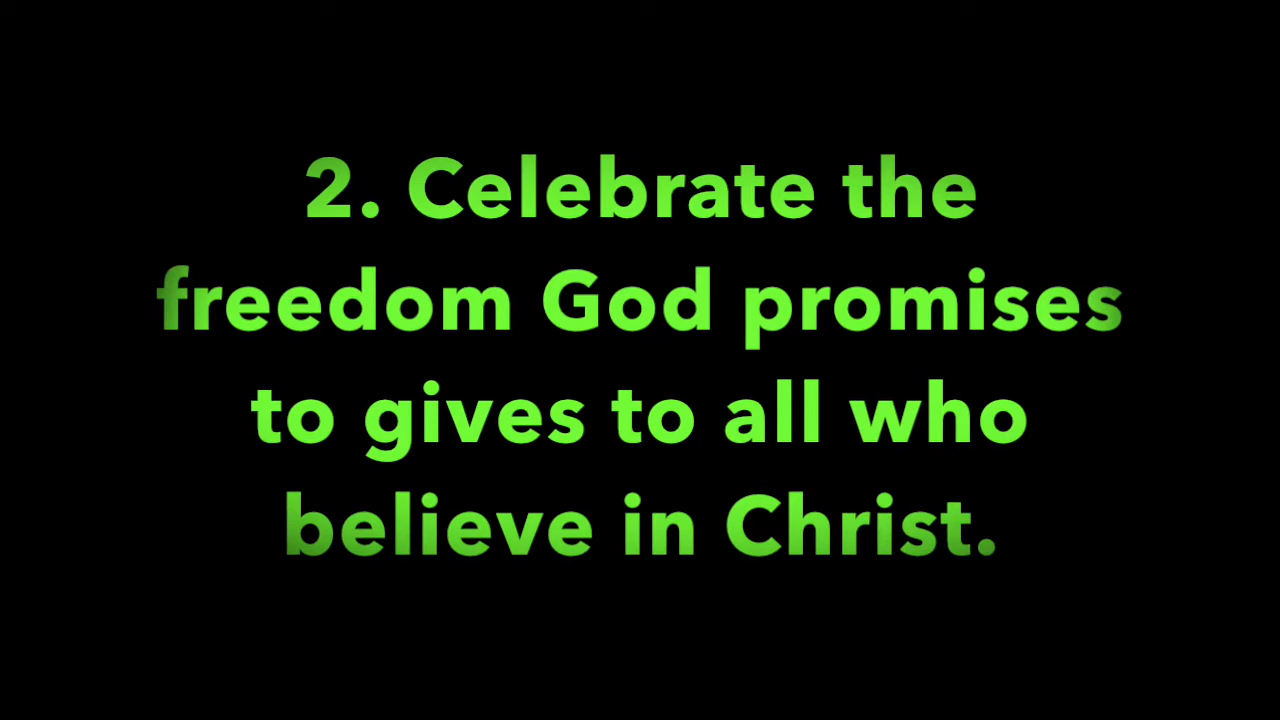 2. Celebrate the
freedom God promises
to gives to all who
believe in Christ.